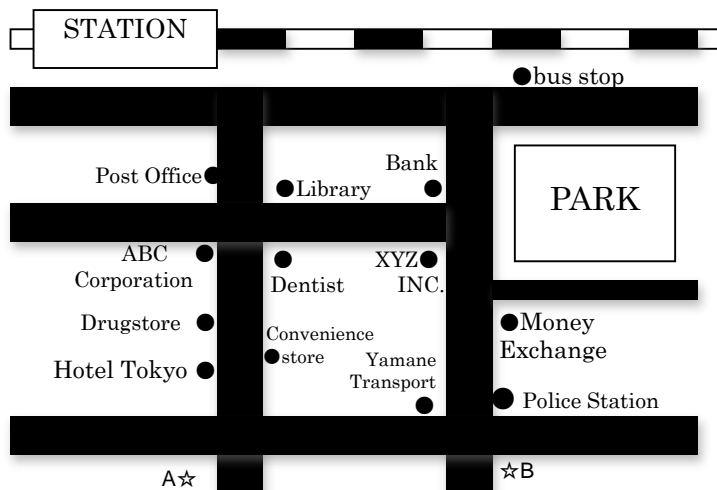 STATION
bus stop
Post Office
Library
Bank
PARK
ABC
Corporation
Dentist
XYZ
INC.
Drugstore
Convenience
store
Money
Exchange
Hotel Tokyo
Yamane
Transport
Police Station
A☆
☆B